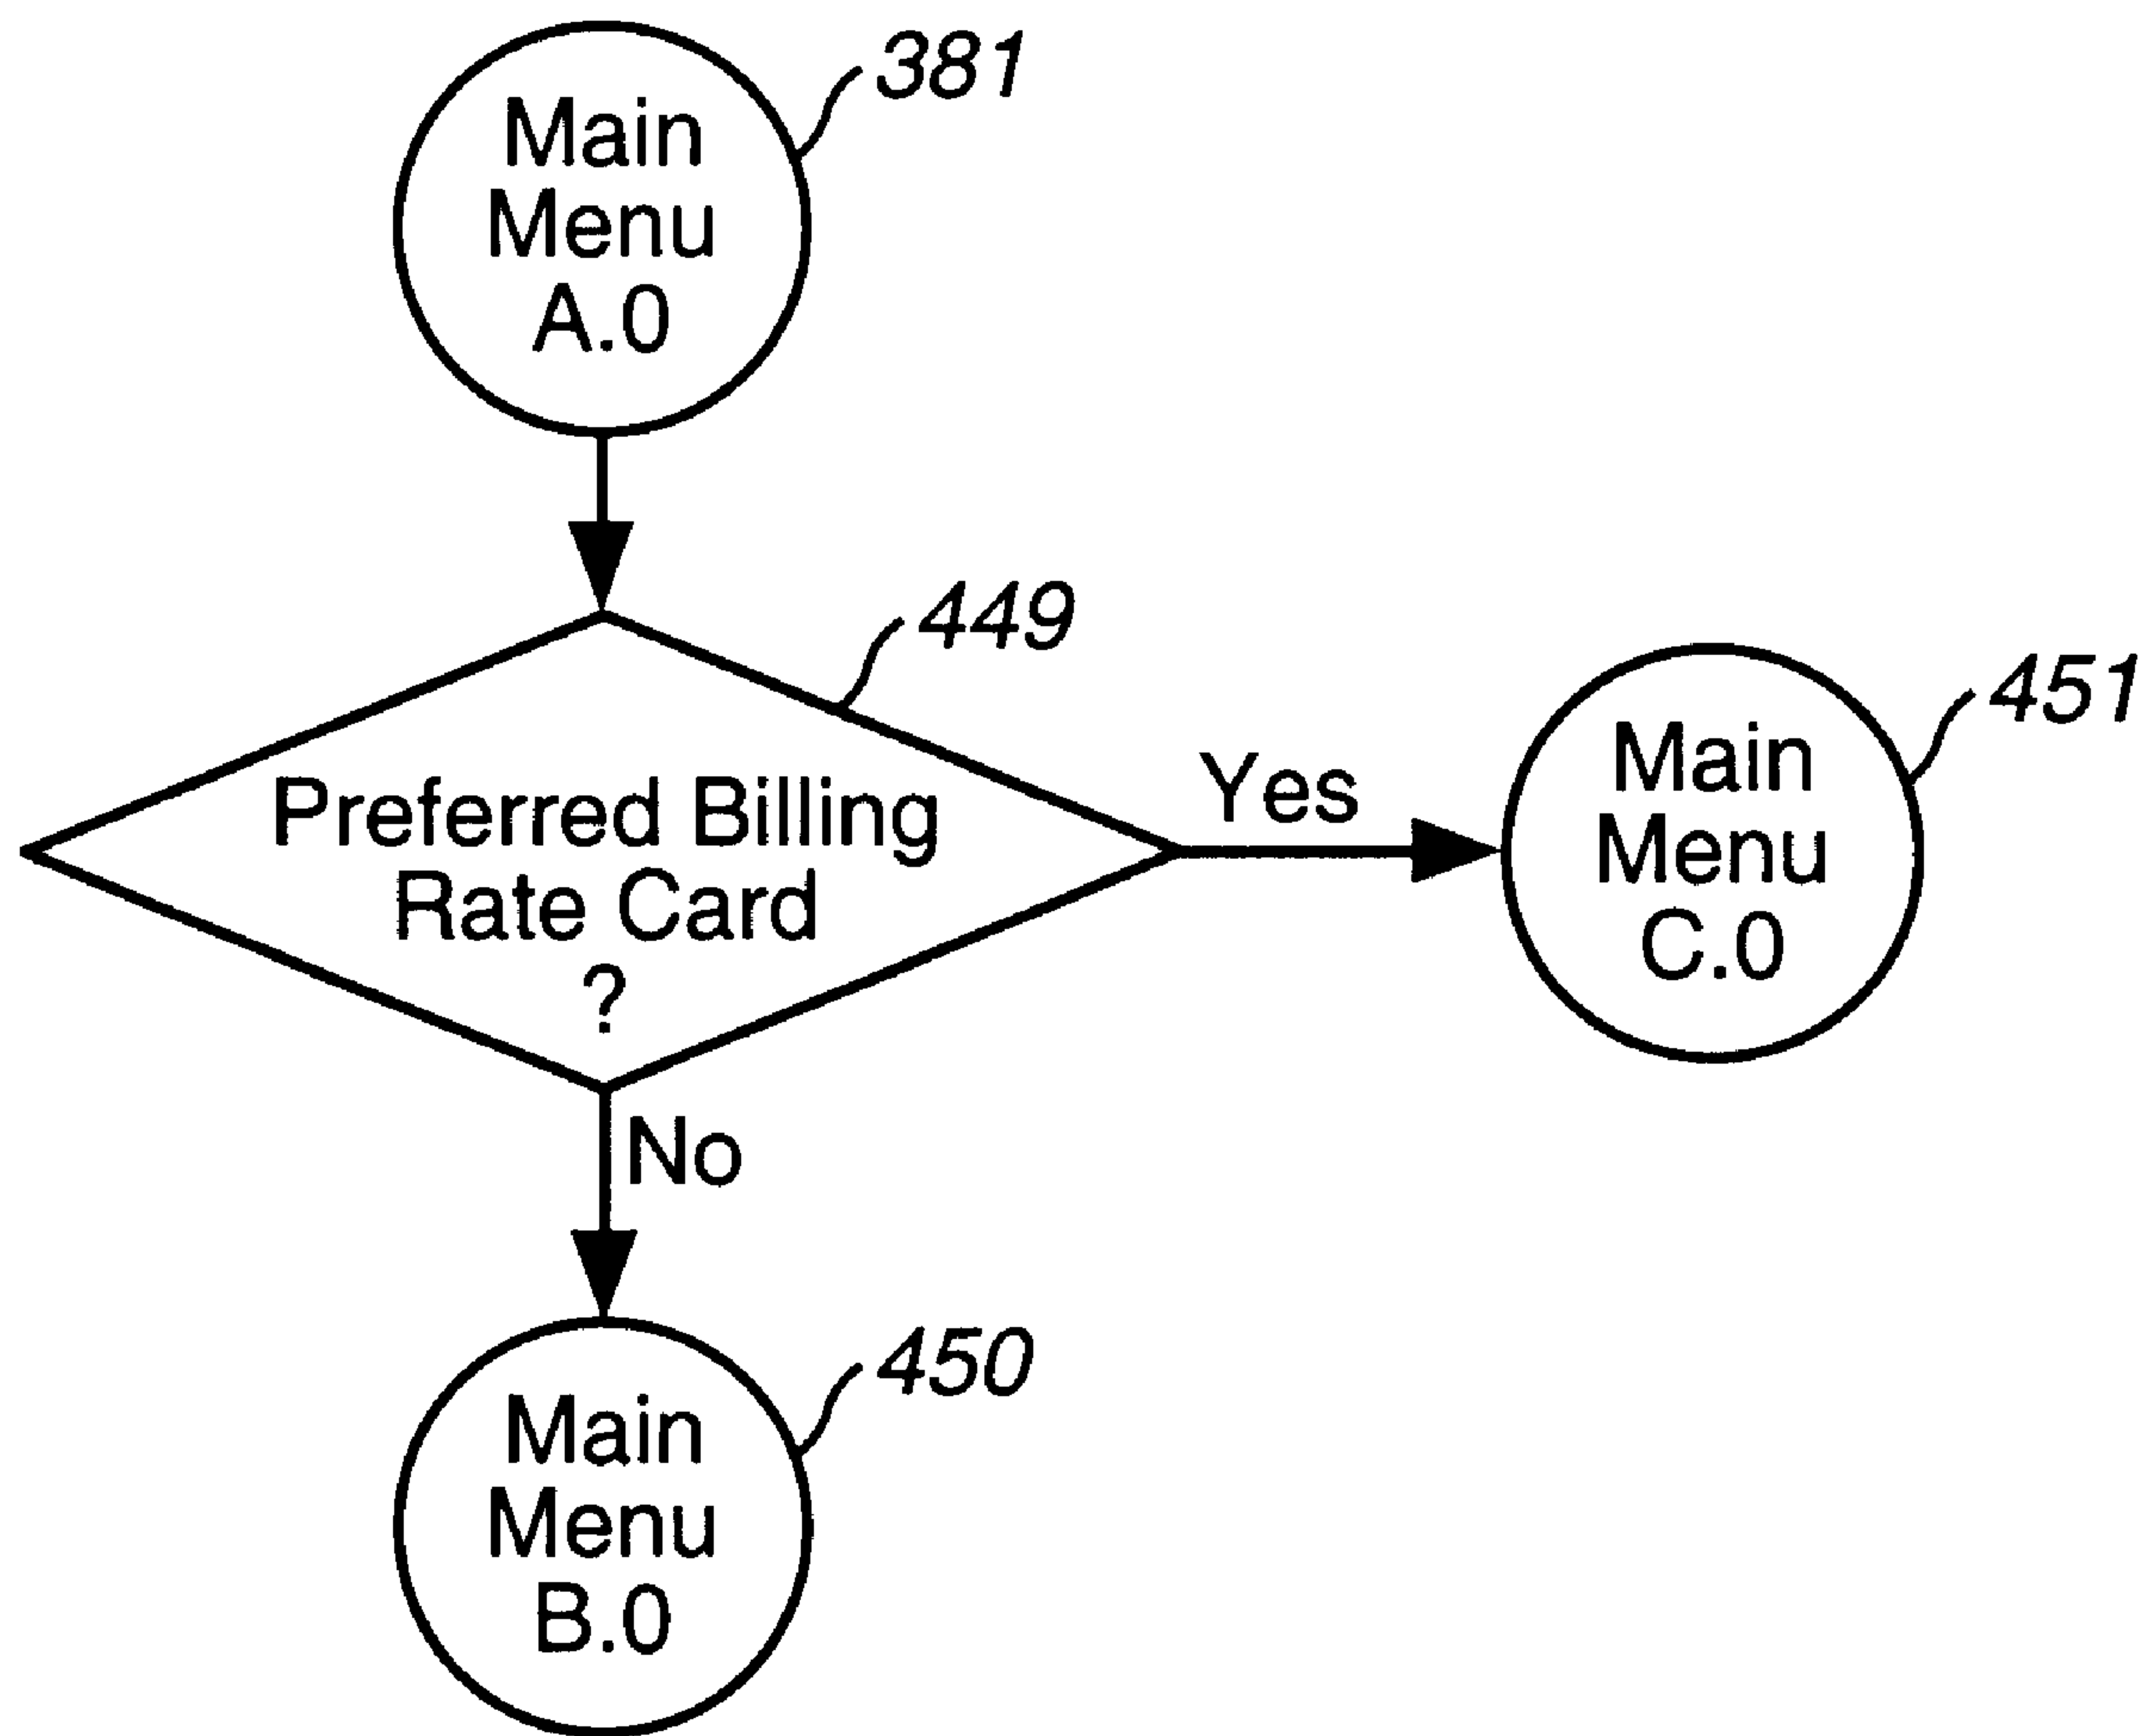 381
Main
Menu
A.0
449
Preferred Billing
Rate Card
?
Yes
451
Main
Menu
C.0
No
450
Main
Menu
B.0